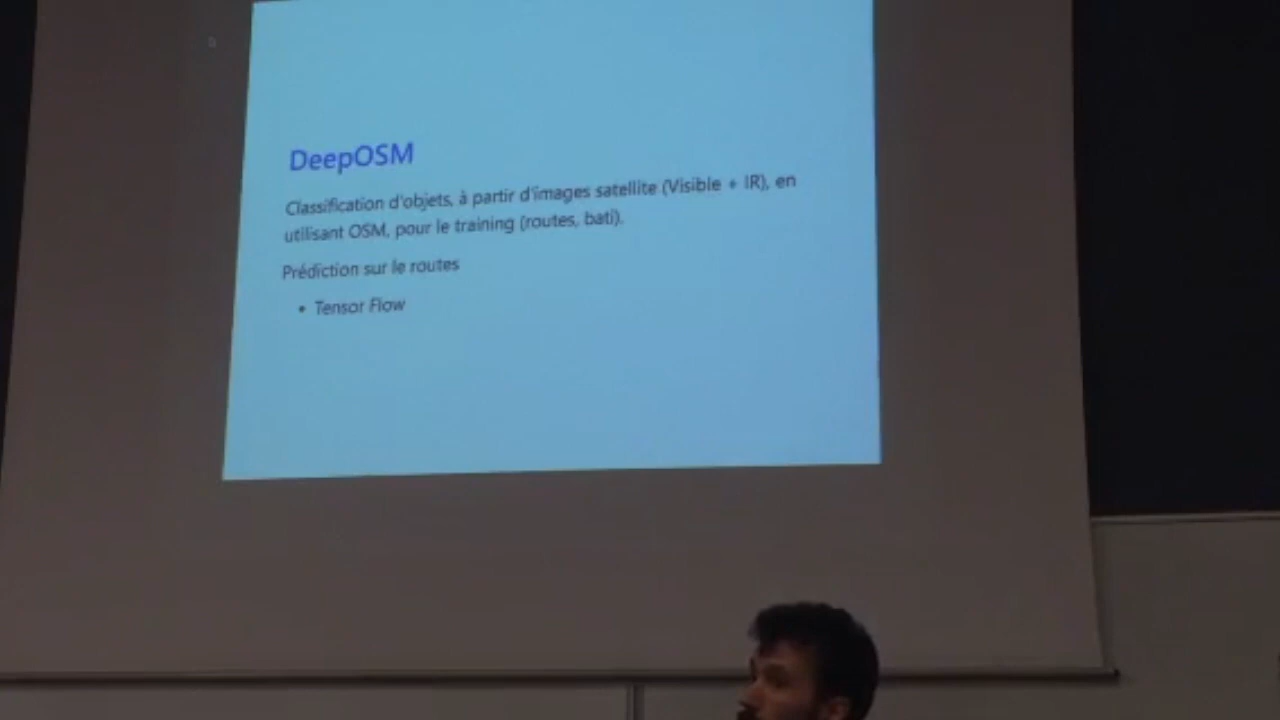 DeepOSM
Classification d'objets, à partir d'images satellite (Visible + IR), en
utilisant OSM, pour le training (routes, bati).
Prédiction sur le routes
• Tensor Flow